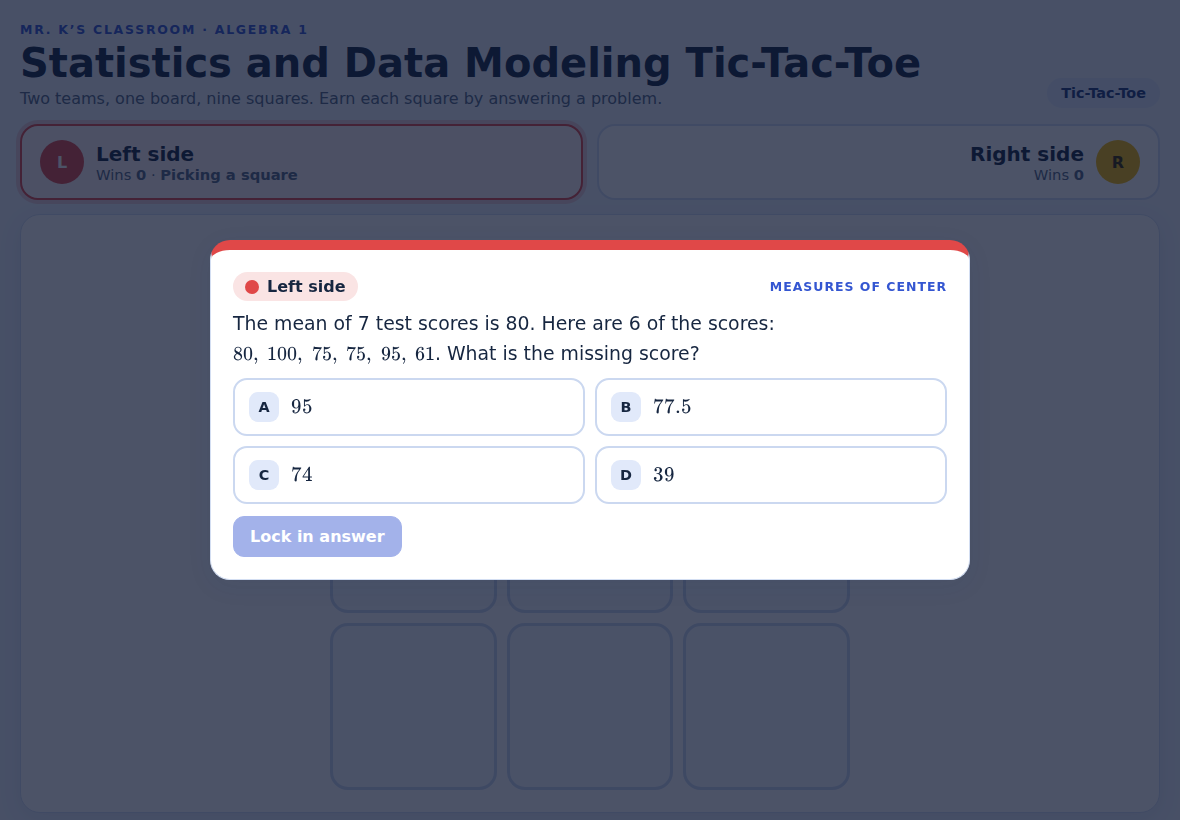 MR. K'S CLASSROOM · ALGEBRA 1
Statistics and Data Modeling Tic-Tac-Toe
Two teams, one board, nine squares. Earn each square by answering a problem.
Tic-Tac-Toe
L
Left side
Wins 0 · Picking a square
Right side
Wins 0
R
Left side
MEASURES OF CENTER
The mean of 7 test scores is 80. Here are 6 of the scores:
80, 100, 75, 75, 95, 61. What is the missing score?
A 95
B 77.5
C 74
D 39
Lock in answer